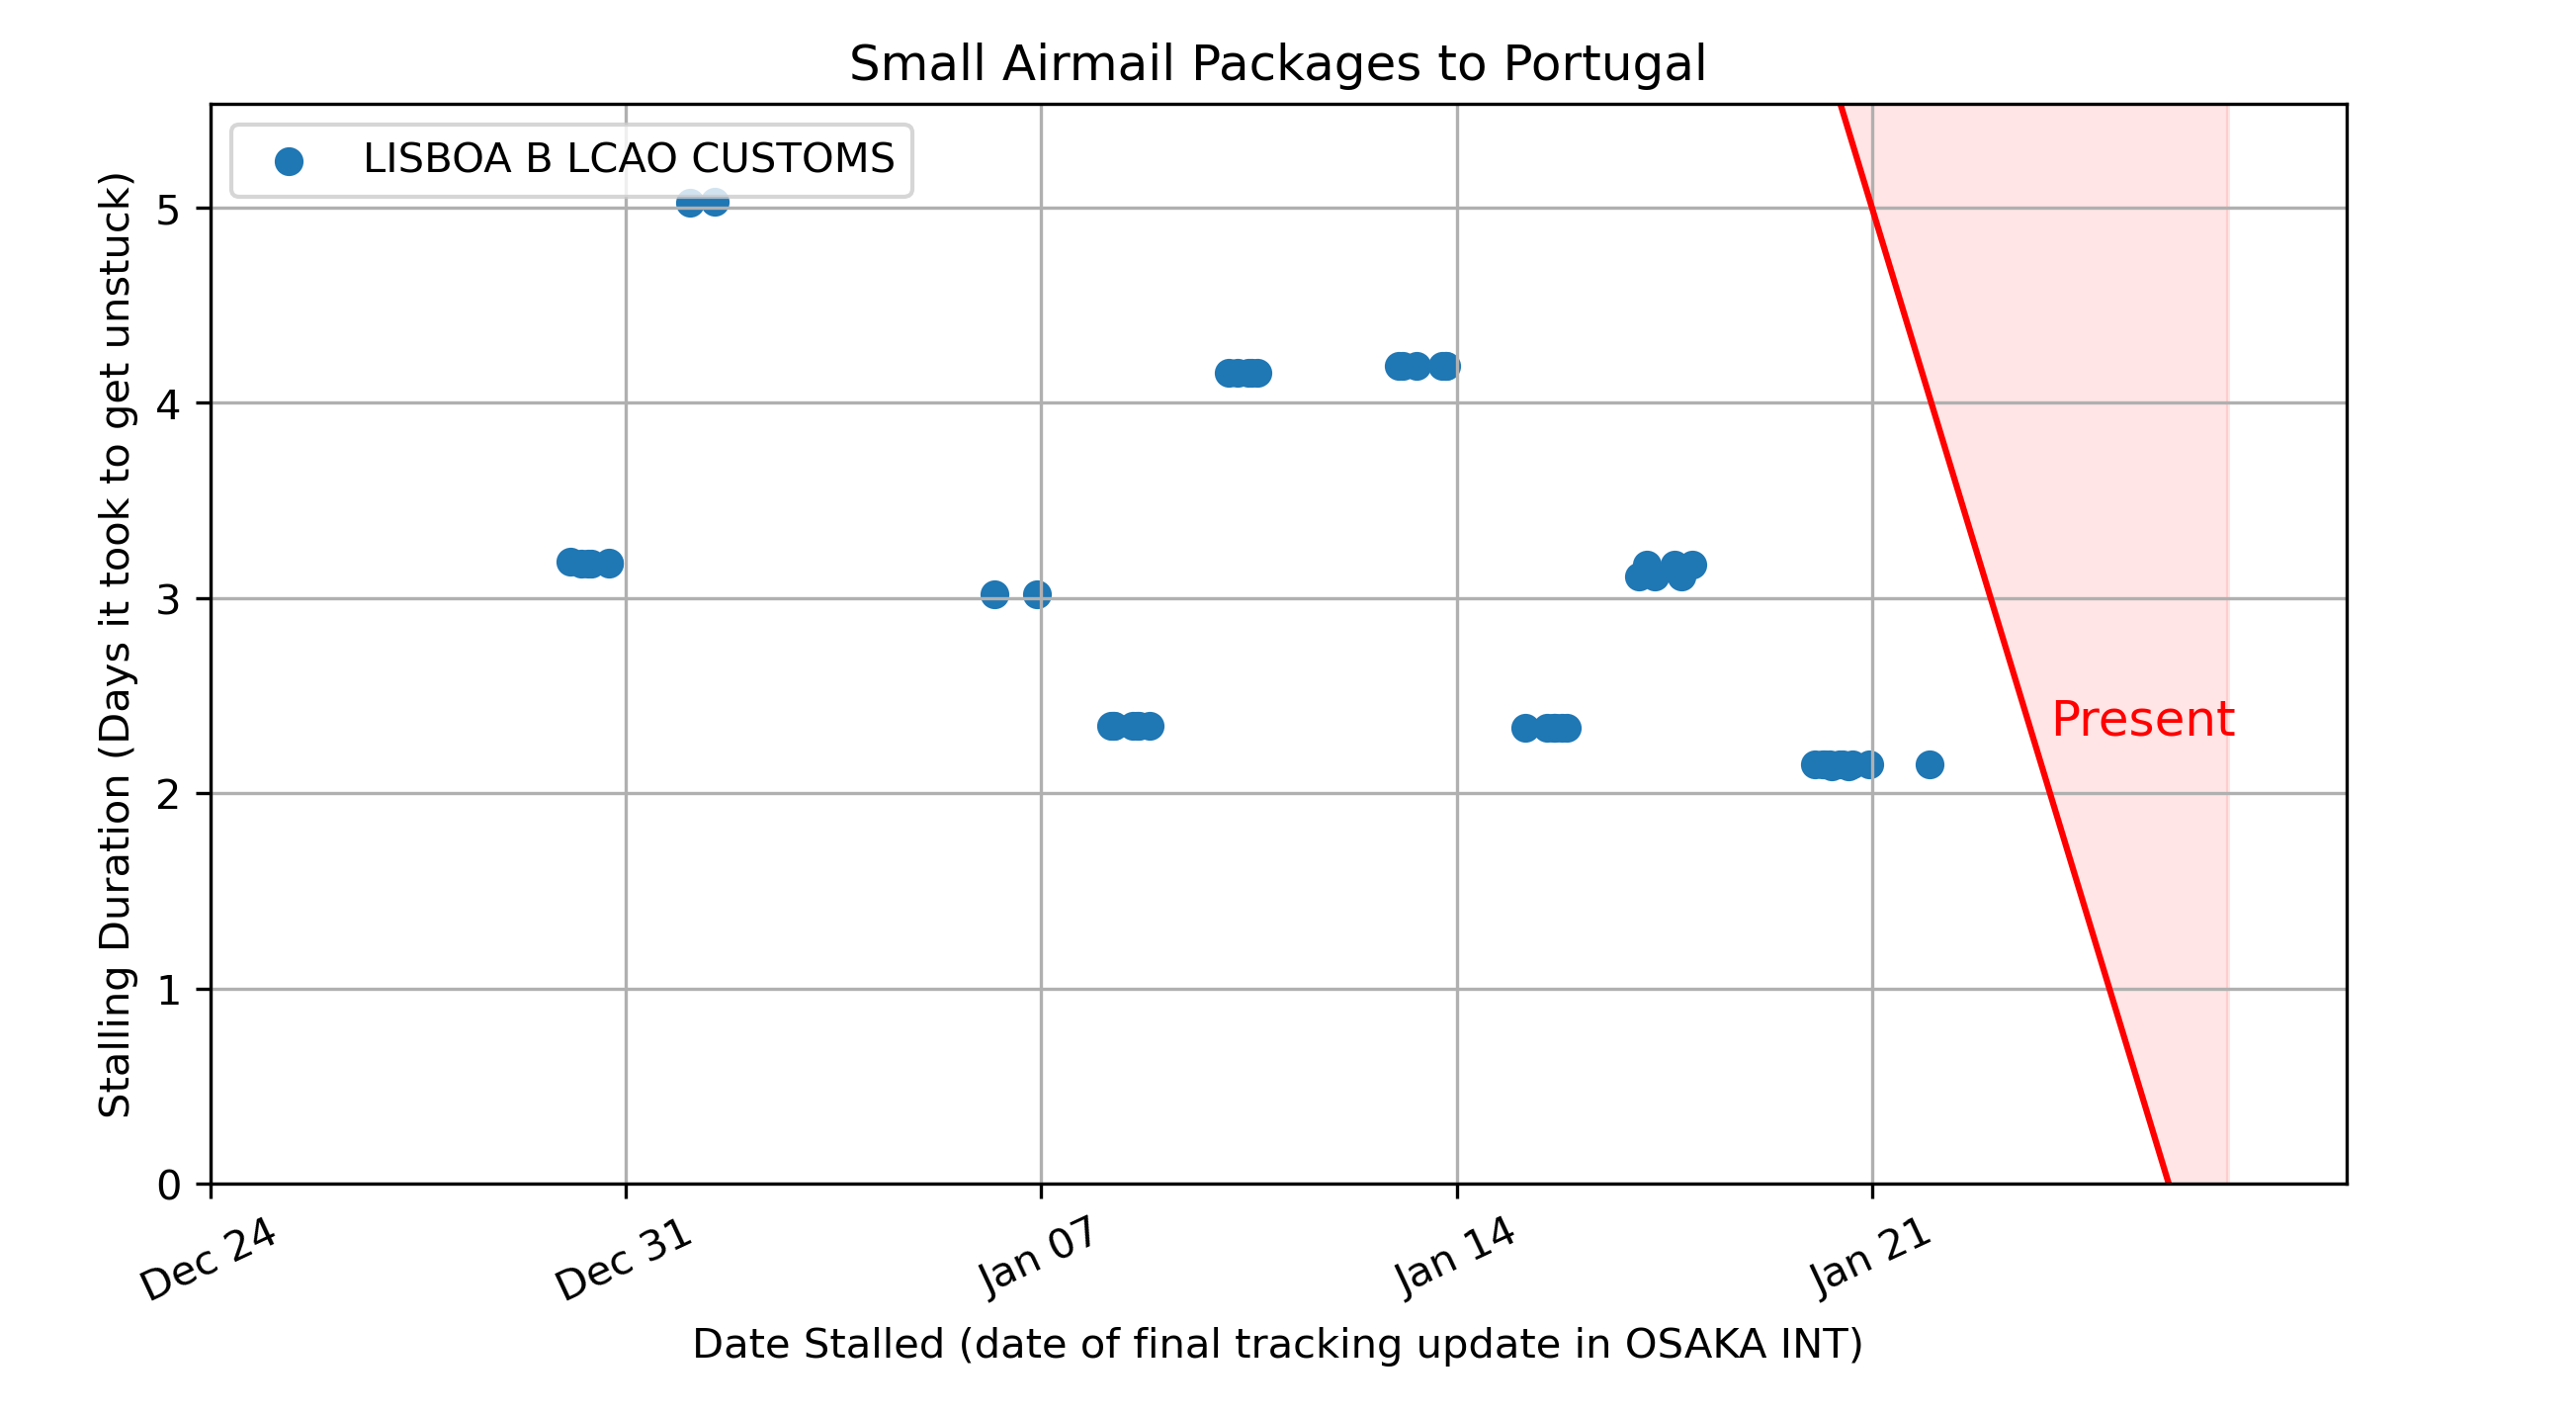 Small Airmail Packages to Portugal
LISBOA B LCAO CUSTOMS
Stalling Duration (Days it took to get unstuck)
5
4
3
2
1
0
Present
Dec 24
Dec 31
Jan 07
Jan 14
Jan 21
Date Stalled (date of final tracking update in OSAKA INT)